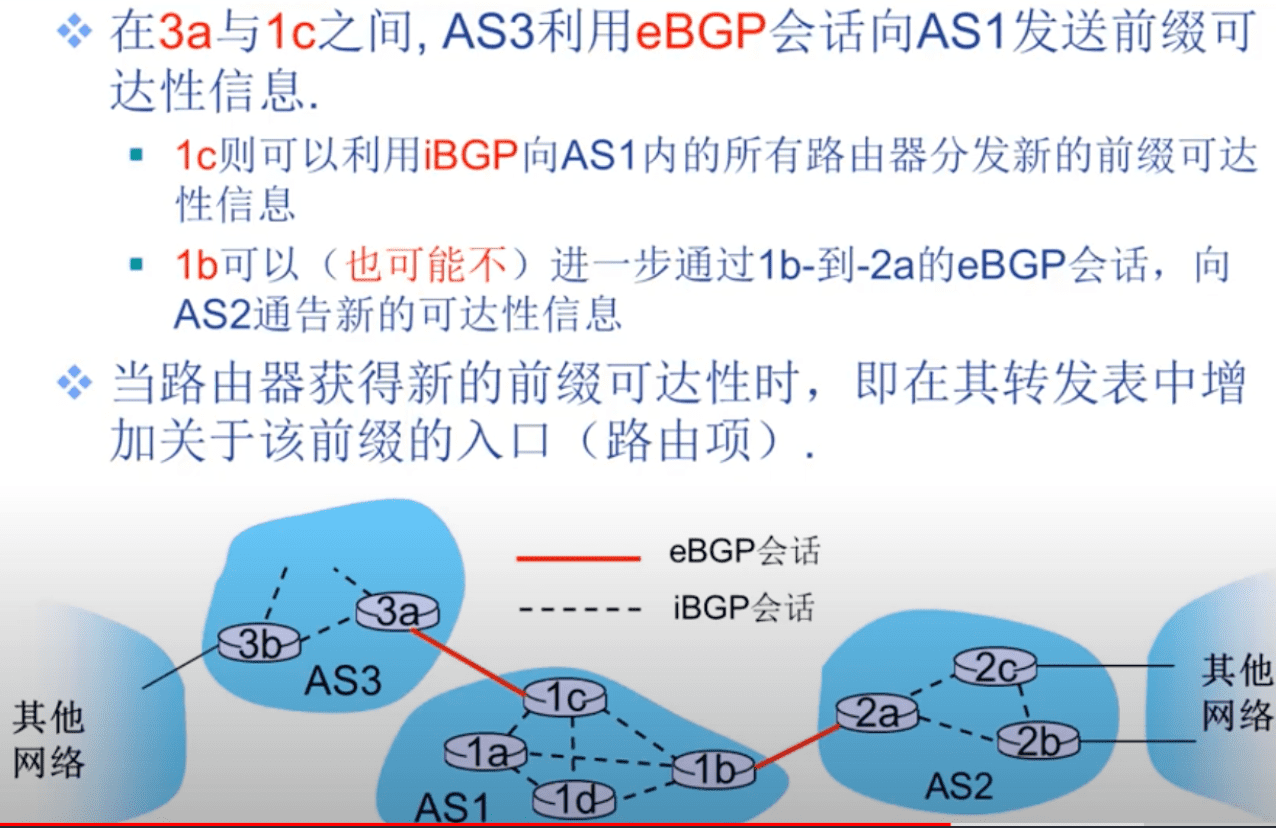 在3a与1c之间, AS3利用eBGP会话向AS1发送前缀可
达性信息.
1c则可以利用iBGP向AS1内的所有路由器分发新的前缀可达
性信息
1b可以（也可能不）进一步通过1b-到-2a的eBGP会话，向
AS2通告新的可达性信息
当路由器获得新的前缀可达性时，即在其转发表中增
加关于该前缀的入口（路由项）.
eBGP会话
iBGP会话
3a
3b
AS3
其他
网络
1c
1a
1b
1d
AS1
2c
2a
2b
AS2
其他
网络